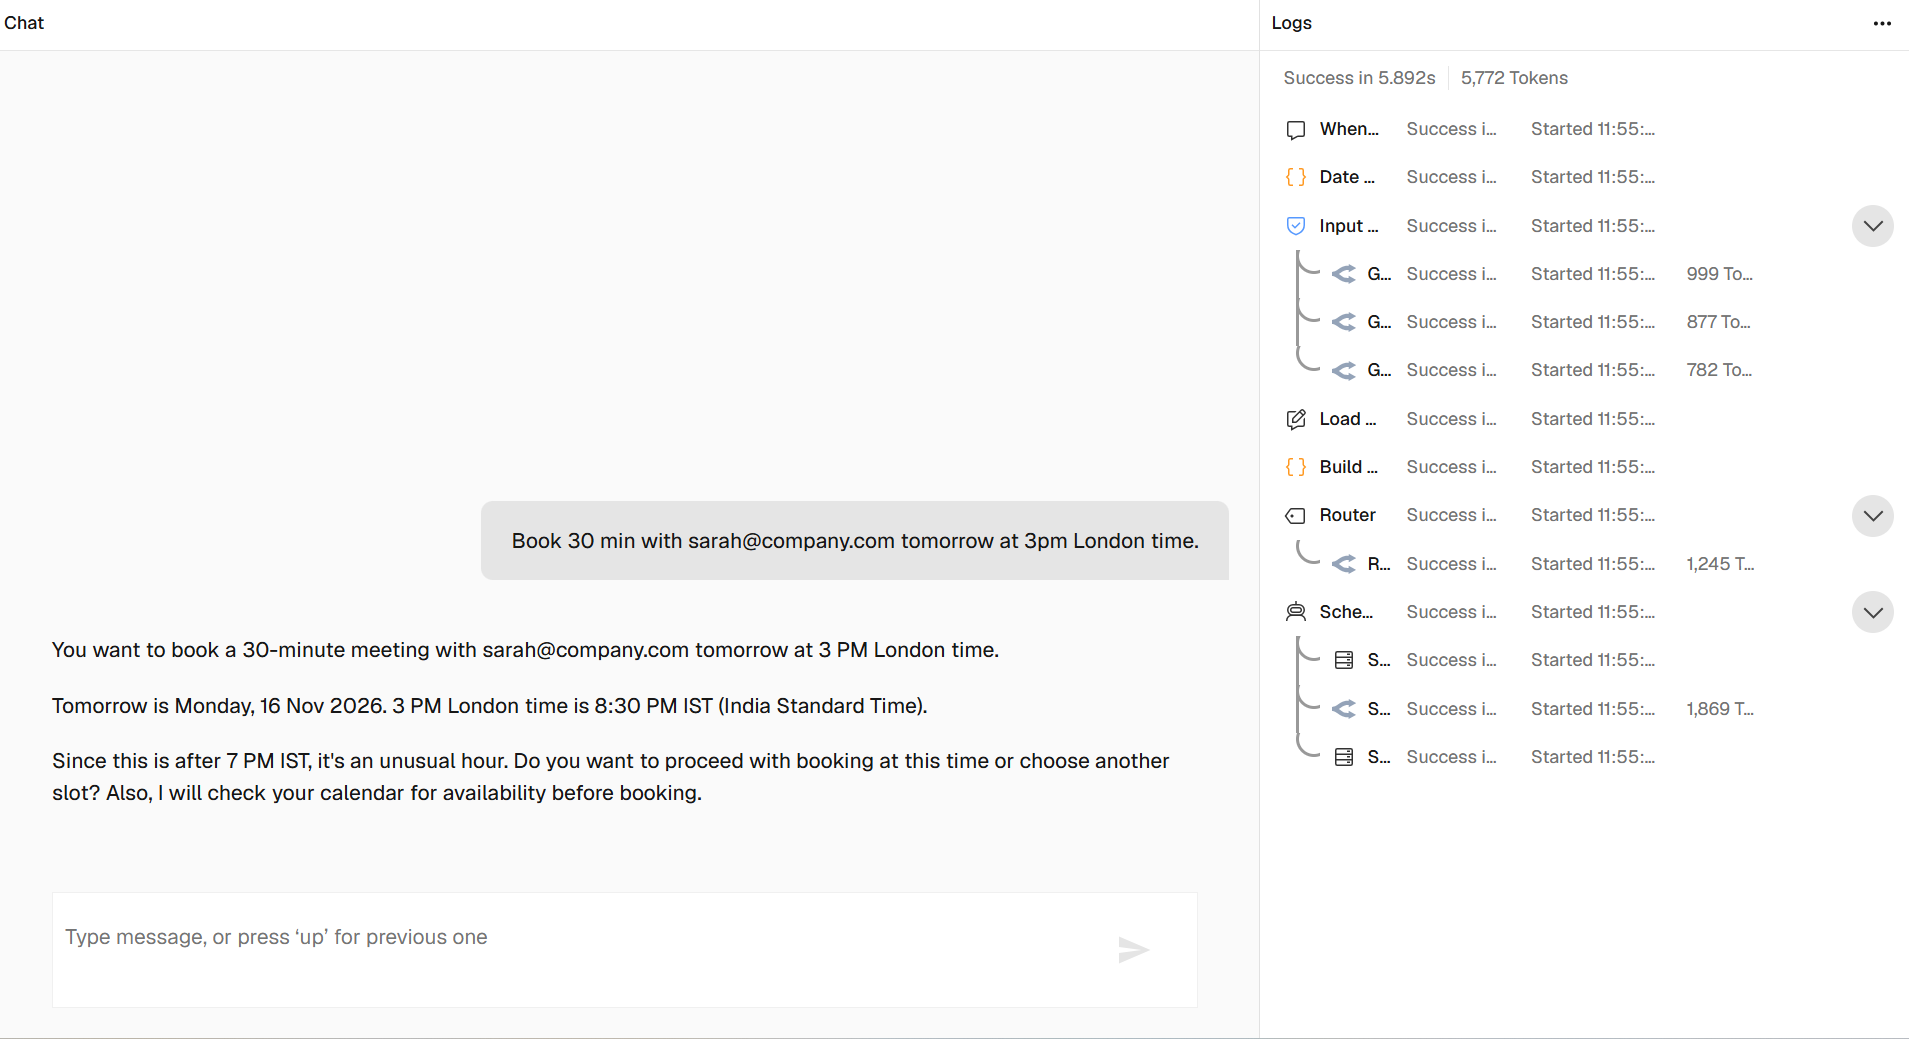 Chat
Book 30 min with sarah@company.com tomorrow at 3pm London time.
You want to book a 30-minute meeting with sarah@company.com tomorrow at 3 PM London time.
Tomorrow is Monday, 16 Nov 2026. 3 PM London time is 8:30 PM IST (India Standard Time).
Since this is after 7 PM IST, it's an unusual hour. Do you want to proceed with booking at this time or choose another
slot? Also, I will check your calendar for availability before booking.
Type message, or press ‘up’ for previous one
Logs
Success in 5.892s 5,772 Tokens
When... Success i... Started 11:55:...
Date ... Success i... Started 11:55:...
Input ... Success i... Started 11:55:...
G... Success i... Started 11:55:... 999 To...
G... Success i... Started 11:55:... 877 To...
G... Success i... Started 11:55:... 782 To...
Load ... Success i... Started 11:55:...
Build ... Success i... Started 11:55:...
Router Success i... Started 11:55:...
R... Success i... Started 11:55:... 1,245 T...
Sche... Success i... Started 11:55:...
S... Success i... Started 11:55:...
S... Success i... Started 11:55:... 1,869 T...
S... Success i... Started 11:55:...